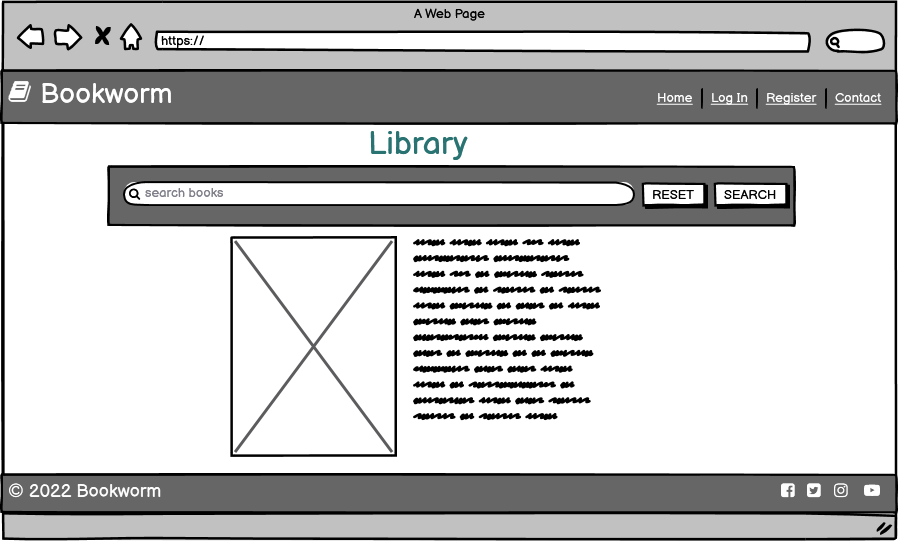 A Web Page
https://
Bookworm
Home
Log In
Register
Contact
Library
search books
RESET
SEARCH
© 2022 Bookworm